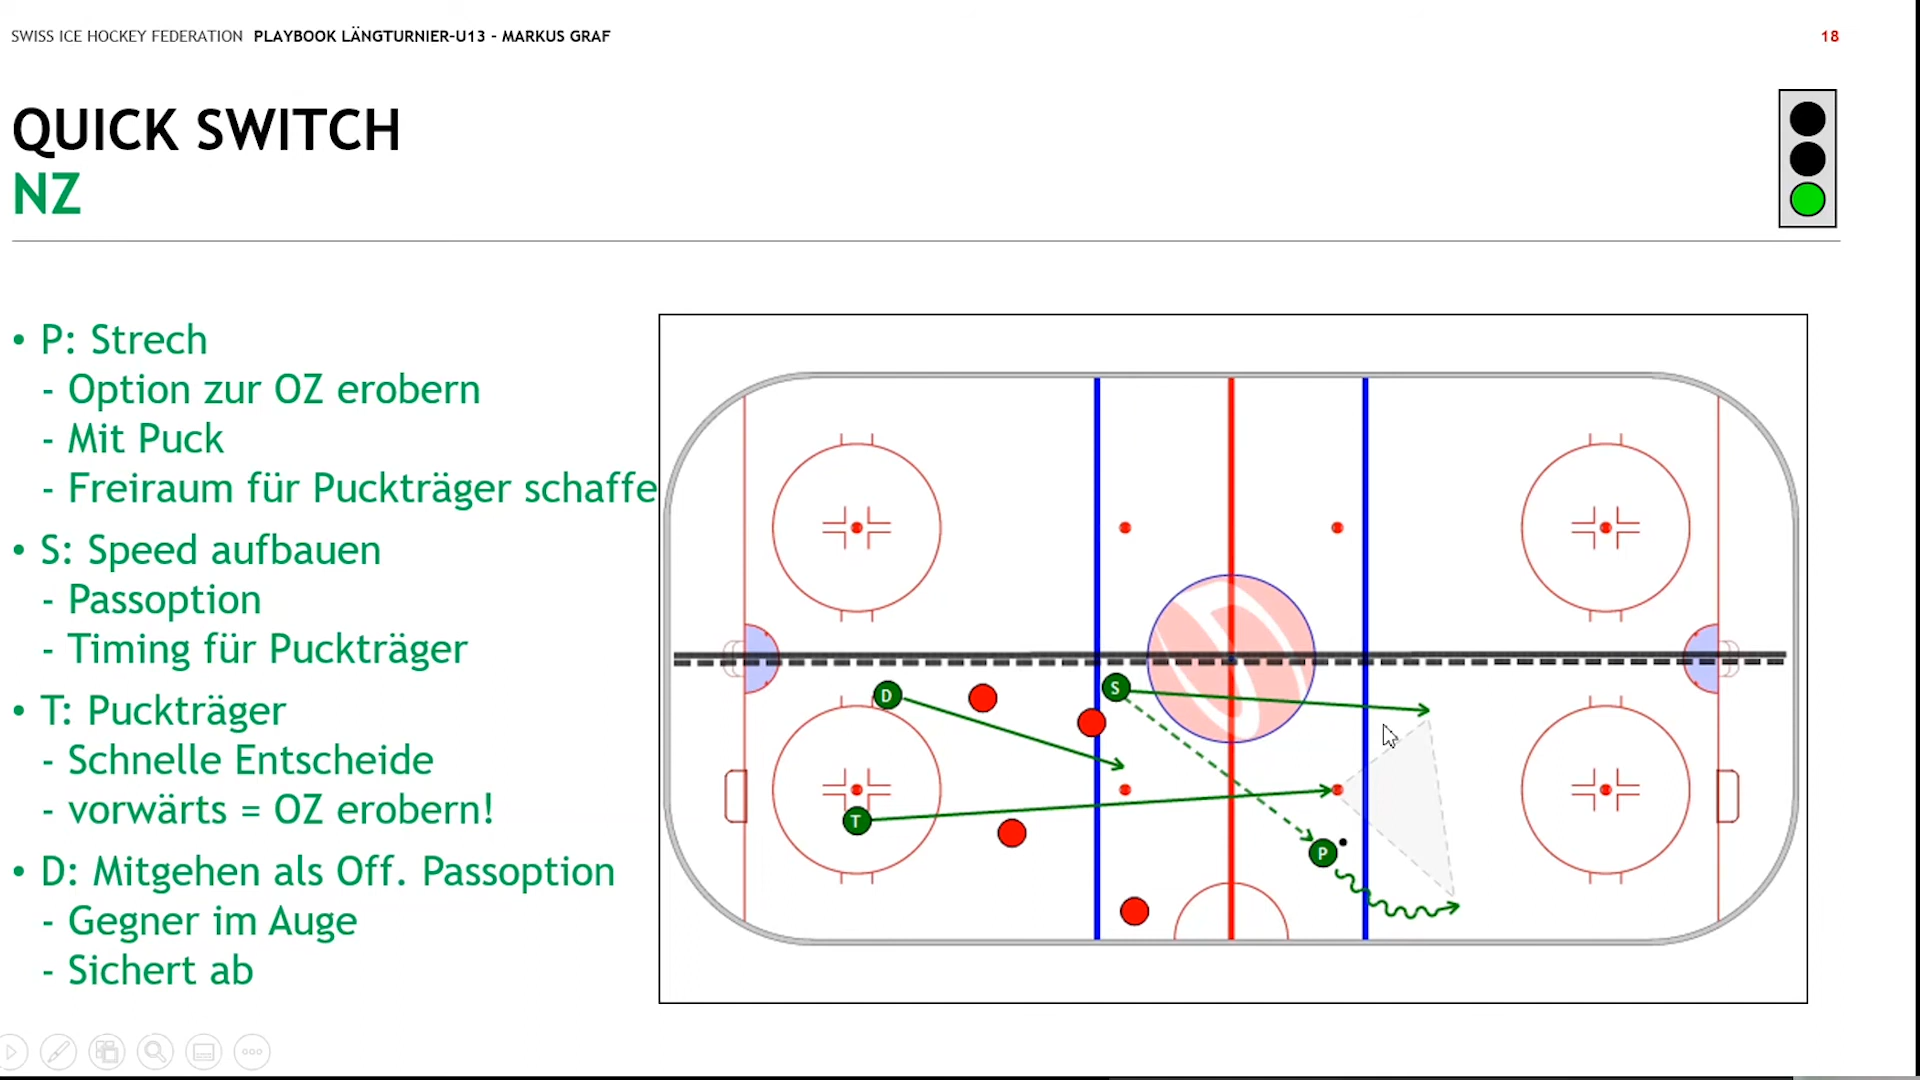 SWISS ICE HOCKEY FEDERATION PLAYBOOK LÄNGTURNIER-U13 - MARKUS GRAF
18
QUICK SWITCH
NZ
• P: Strech
- Option zur OZ erobern
- Mit Puck
- Freiraum für Puckträger schaffe
• S: Speed aufbauen
- Passoption
- Timing für Puckträger
• T: Puckträger
- Schnelle Entscheide
- vorwärts = OZ erobern!
• D: Mitgehen als Off. Passoption
- Gegner im Auge
- Sichert ab
D
S
T
P